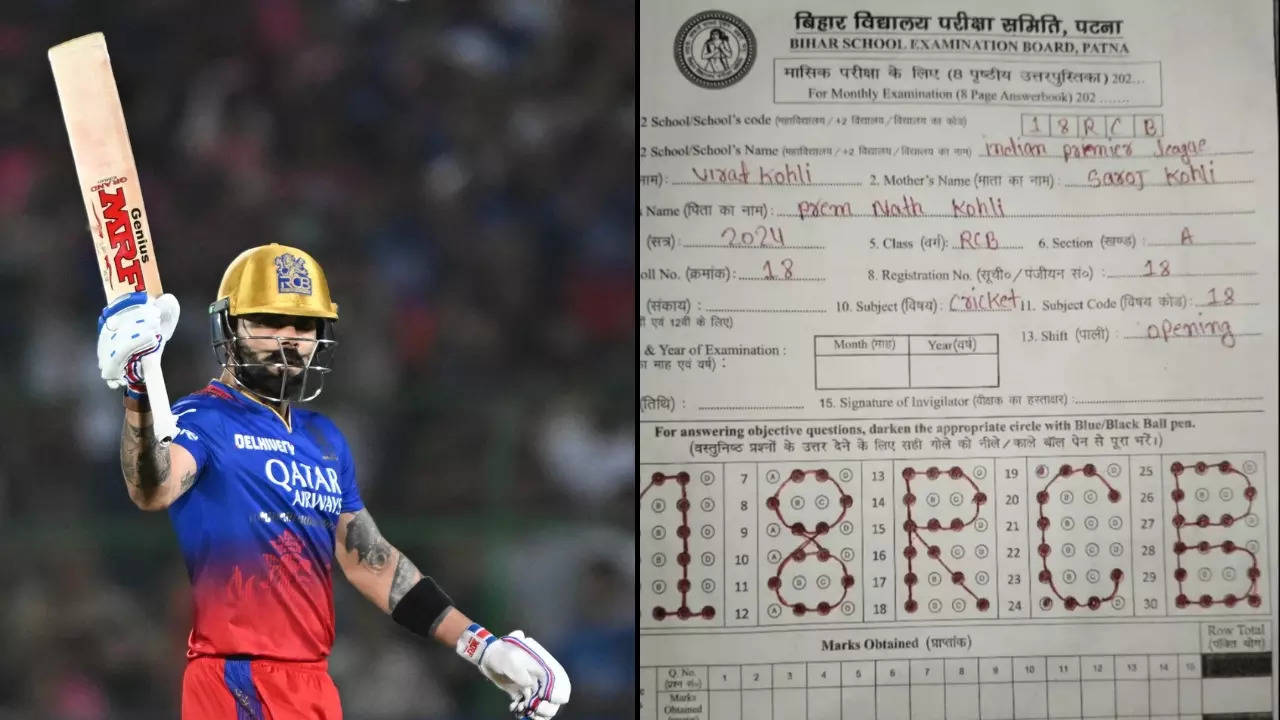 GRAND
KOHLI
Genius
MRF
RCB
DELHIVERY
QATAR
AIRWAYS
बिहार विद्यालय परीक्षा समिति, पटना
BIHAR SCHOOL EXAMINATION BOARD, PATNA
मासिक परीक्षा के लिए (8 पृष्ठीय उत्तरपुस्तिका) 202...
For Monthly Examination (8 Page Answerbook) 202 .......
2 School/School's code (महाविद्यालय/+2 विद्यालय/विद्यालय का कोड) 1 8 R C B
2 School/School's Name (महाविद्यालय/+2 विद्यालय/विद्यालय का नाम) Indian premier league
नाम): virat kohli 2. Mother's Name (माता का नाम) : Saroj Kohli
Name (पिता का नाम) : prem Nath Kohli
(सत्र): 2024 5. Class (वर्ग): RCB 6. Section (खण्ड) : A
oll No. (क्रमांक): 18 8. Registration No. (सूची०/पंजीयन सं०) : 18
(संकाय) : 10. Subject (विषय) : Cricket 11. Subject Code (विषय कोड) : 18
एवं 12वीं के लिए) 13. Shift (पाली) : opening
& Year of Examination : Month (माह) Year(वर्ष)
का माह एवं वर्ष) :
(तिथि) : 15. Signature of Invigilator (वीक्षक का हस्ताक्षर) :
For answering objective questions, darken the appropriate circle with Blue/Black Ball pen.
(वस्तुनिष्ठ प्रश्नों के उत्तर देने के लिए सही गोले को नीले/काले बॉल पेन से पूरा भरें।)
D 7 A D 13 D 19 B C D 25 D
D 8 B C 14 B C 20 B C 26 B C
B D 9 A D 15 D 21 B C D 27 D
B D 10 A D 16 C D 22 B C D 28 D
B D 11 B C 17 B C D 23 B D 29 B C
12 A D 18 B C 24 D 30
Marks Obtained (प्राप्तांक) Row Total
(पंक्ति योग)
Q. No. 1 2 3 4 5 6 7 8 9 10 11 12 13 14 15
(प्रश्न सं०)
Marks
Obtained